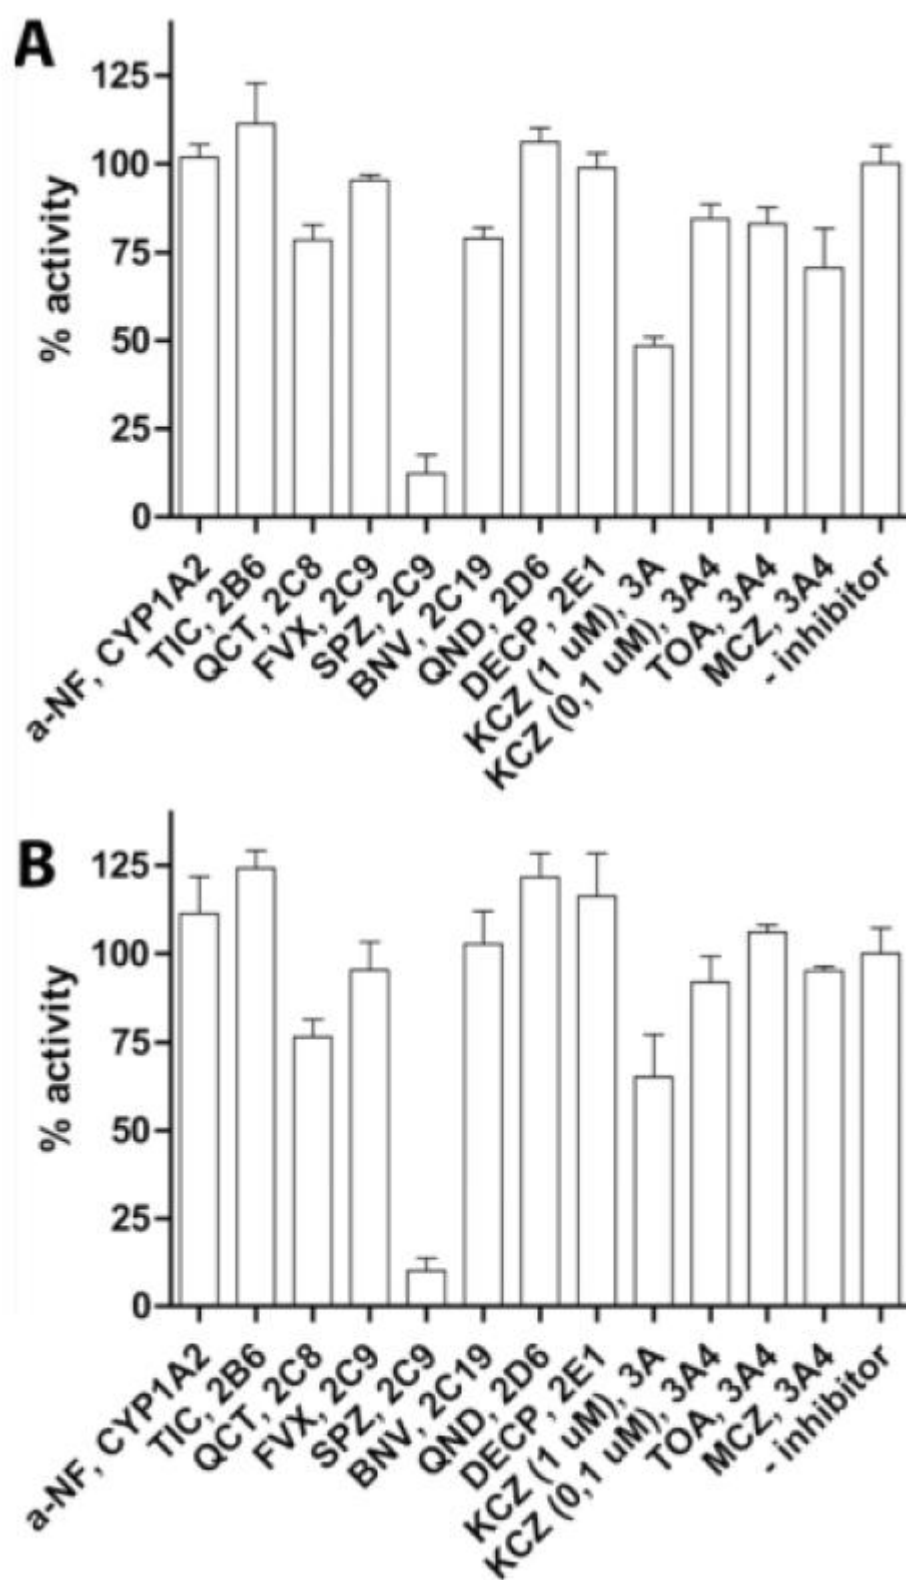 A
% activity
125
100
75
50
25
0
a-NF, CYP1A2
TIC, 2B6
QCT, 2C8
FVX, 2C9
SPZ, 2C9
BNV, 2C19
QND, 2D6
DECP, 2E1
KCZ (1 uM), 3A
KCZ (0,1 uM), 3A4
TOA, 3A4
MCZ, 3A4
- inhibitor
B
% activity
125
100
75
50
25
0
a-NF, CYP1A2
TIC, 2B6
QCT, 2C8
FVX, 2C9
SPZ, 2C9
BNV, 2C19
QND, 2D6
DECP, 2E1
KCZ (1 uM), 3A
KCZ (0,1 uM), 3A4
TOA, 3A4
MCZ, 3A4
- inhibitor